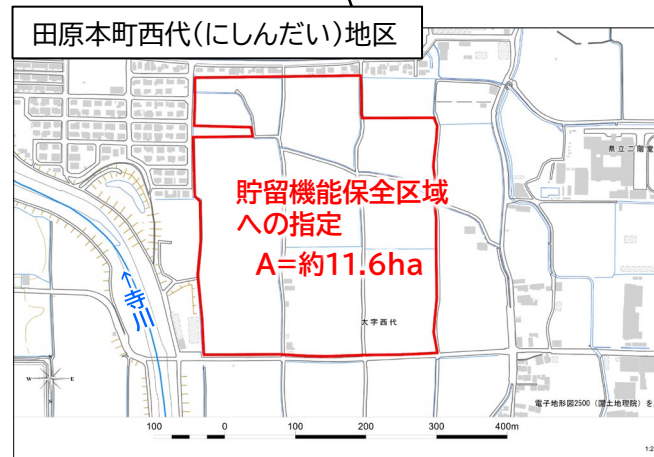 田原本町西代(にしんだい)地区
県立二階堂
貯留機能保全区域
への指定
A=約11.6ha
←寺川
大字西代
W E
電子地形図2500(国土地理院)を
100 0 100 200 300 400m
1:2